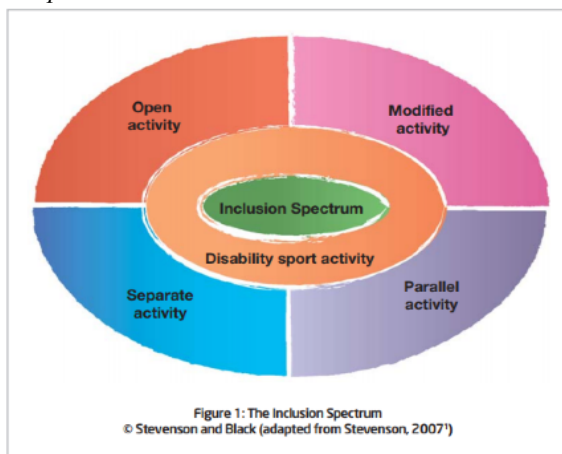 Open
activity
Modified
activity
Inclusion Spectrum
Disability sport activity
Separate
activity
Parallel
activity
Figure 1: The Inclusion Spectrum
© Stevenson and Black (adapted from Stevenson, 2007¹)